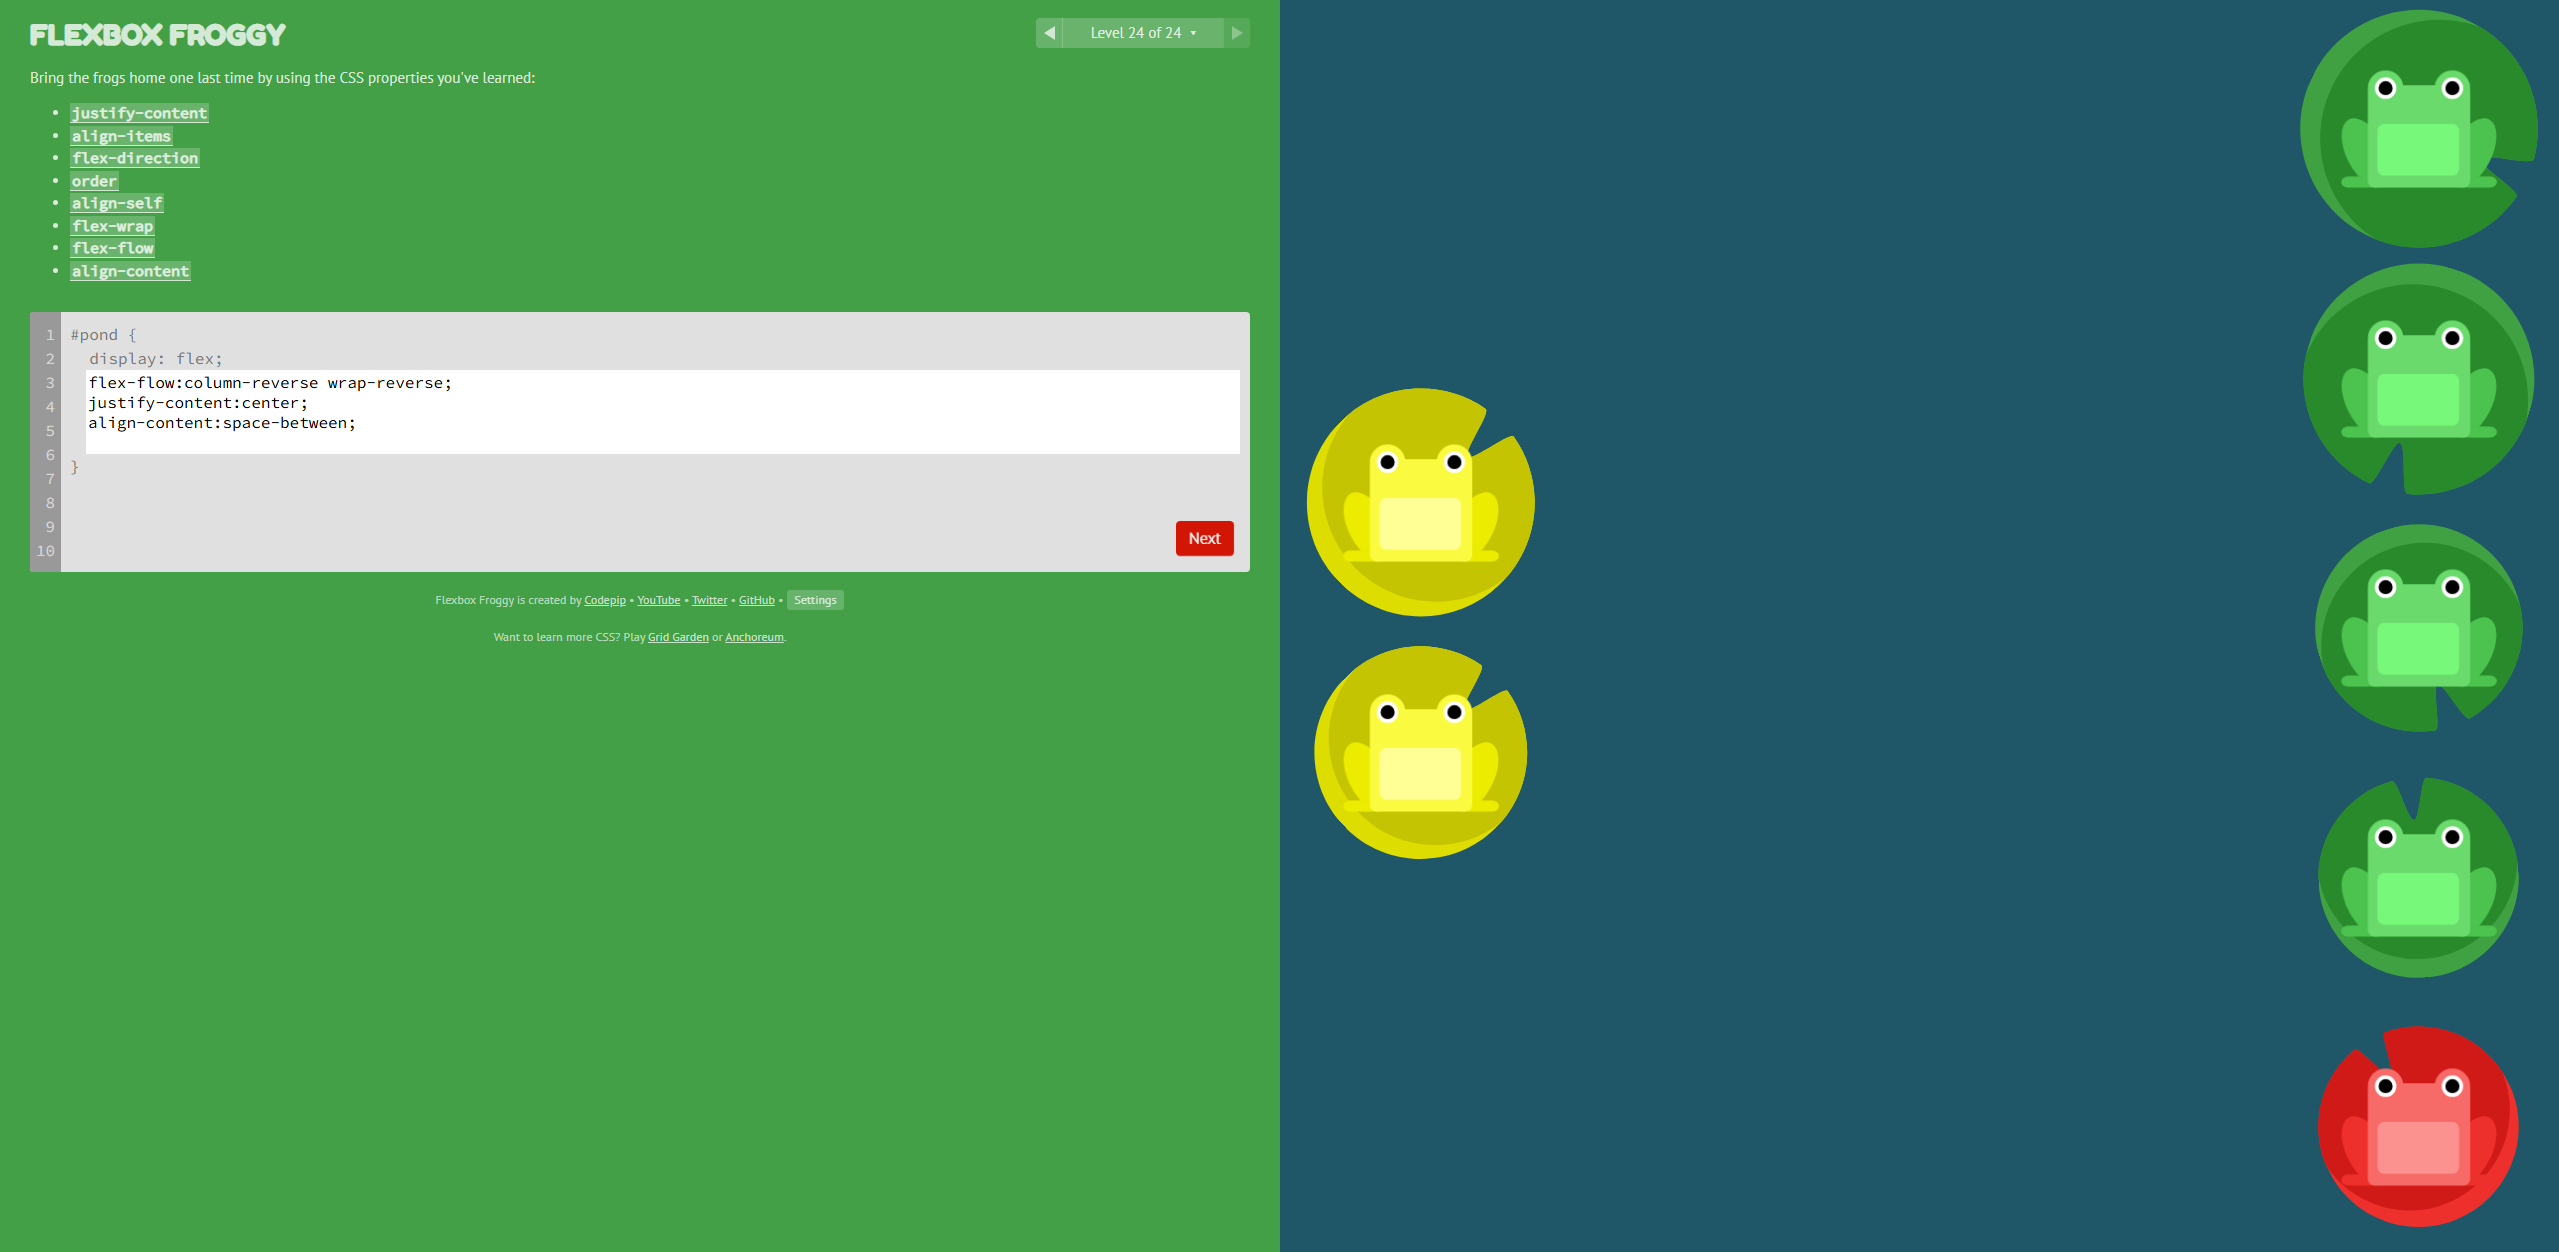 FLEXBOX FROGGY
◀ Level 24 of 24 ▾ ▶
Bring the frogs home one last time by using the CSS properties you've learned:
• justify-content
• align-items
• flex-direction
• order
• align-self
• flex-wrap
• flex-flow
• align-content
1 #pond {
2 display: flex;
3 flex-flow:column-reverse wrap-reverse;
4 justify-content:center;
5 align-content:space-between;
6 }
7
8
9
10
Next
Flexbox Froggy is created by Codepip • YouTube • Twitter • GitHub • Settings
Want to learn more CSS? Play Grid Garden or Anchoreum.